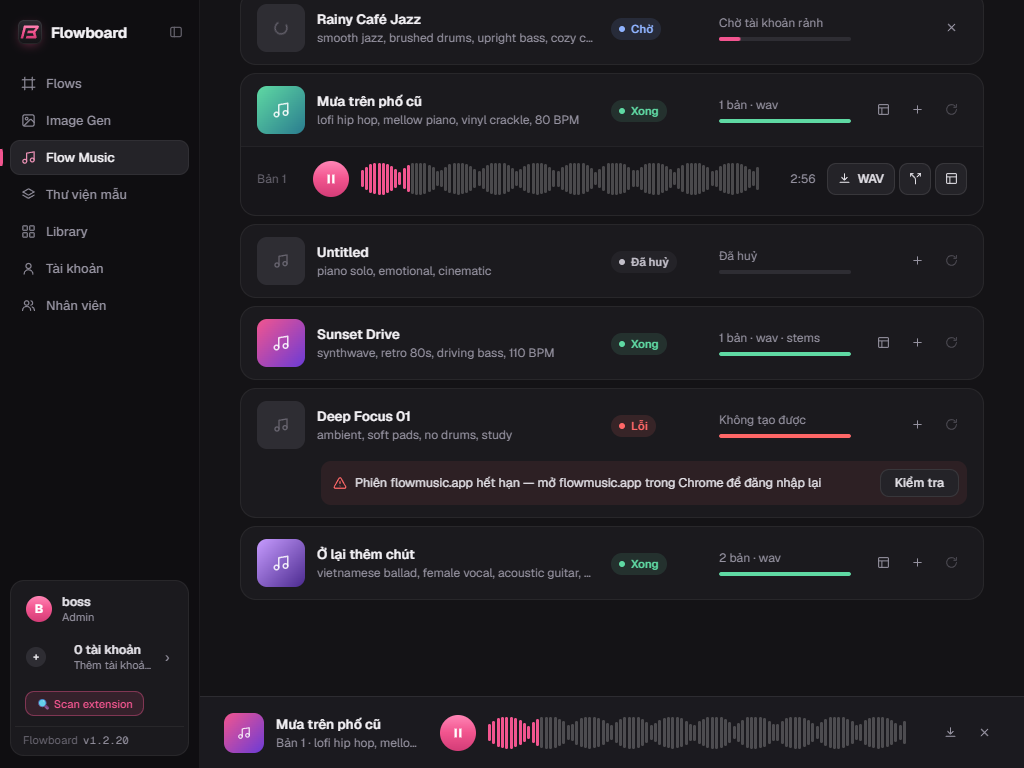 Flowboard
Flows
Image Gen
Flow Music
Thư viện mẫu
Library
Tài khoản
Nhân viên
B
boss
Admin
+
0 tài khoản
Thêm tài khoả...
Scan extension
Flowboard v1.2.20
Rainy Café Jazz
smooth jazz, brushed drums, upright bass, cozy c...
Chờ
Chờ tài khoản rảnh
Mưa trên phố cũ
lofi hip hop, mellow piano, vinyl crackle, 80 BPM
Xong
1 bản · wav
Bản 1
2:56
WAV
Untitled
piano solo, emotional, cinematic
Đã huỷ
Đã huỷ
Sunset Drive
synthwave, retro 80s, driving bass, 110 BPM
Xong
1 bản · wav · stems
Deep Focus 01
ambient, soft pads, no drums, study
Lỗi
Không tạo được
Phiên flowmusic.app hết hạn — mở flowmusic.app trong Chrome để đăng nhập lại
Kiểm tra
Ở lại thêm chút
vietnamese ballad, female vocal, acoustic guitar, ...
Xong
2 bản · wav
Mưa trên phố cũ
Bản 1 · lofi hip hop, mello...